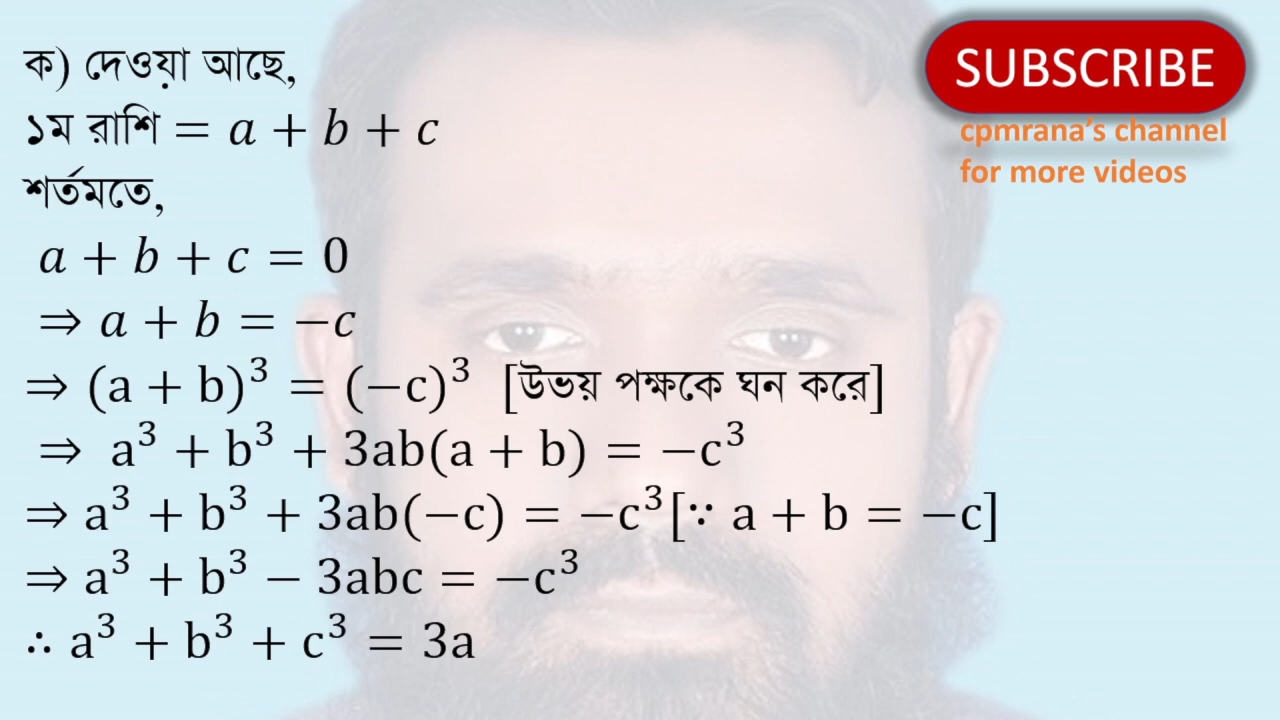 ক) দেওয়া আছে,
১ম রাশি = a + b + c
শর্তমতে,
a + b + c = 0
⇒ a + b = −c
⇒ (a + b)³ = (−c)³ [উভয় পক্ষকে ঘন করে]
⇒ a³ + b³ + 3ab(a + b) = −c³
⇒ a³ + b³ + 3ab(−c) = −c³[∵ a + b = −c]
⇒ a³ + b³ − 3abc = −c³
∴ a³ + b³ + c³ = 3a
SUBSCRIBE
cpmrana's channel
for more videos